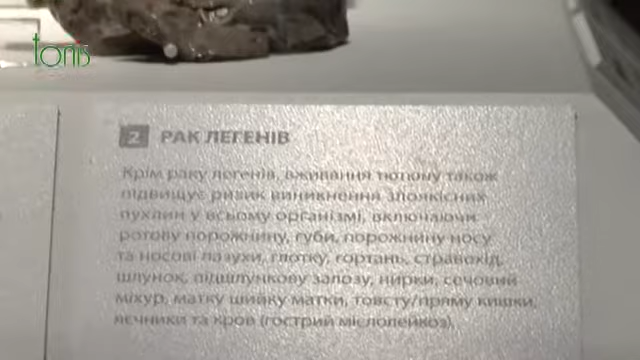 tonis
2 РАК ЛЕГЕНІВ
Крім раку легенів, вживання тютюну також
підвищує ризик виникнення злоякісних
пухлин у всьому організмі, включаючи
ротову порожнину, губи, порожнину носу
та носові пазухи, глотку, гортань, стравохід,
шлунок, підшлункову залозу, нирки, сечовий
міхур, матку шийку матки, товсту/пряму кишки,
яєчники та кров (гострий мієлолейкоз).